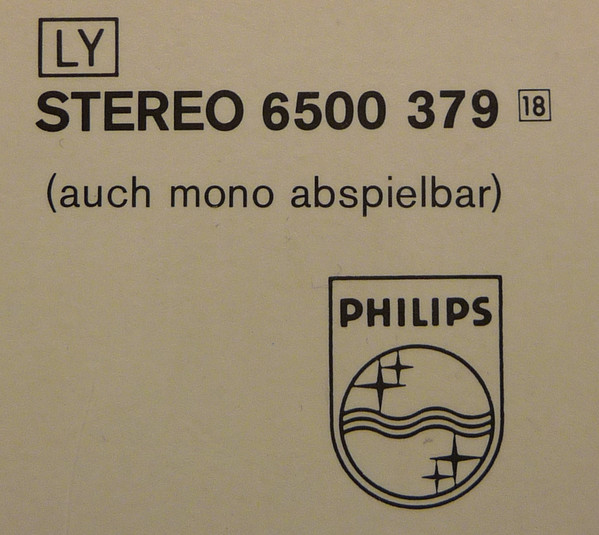 LY
STEREO 6500 379 18
(auch mono abspielbar)
PHILIPS